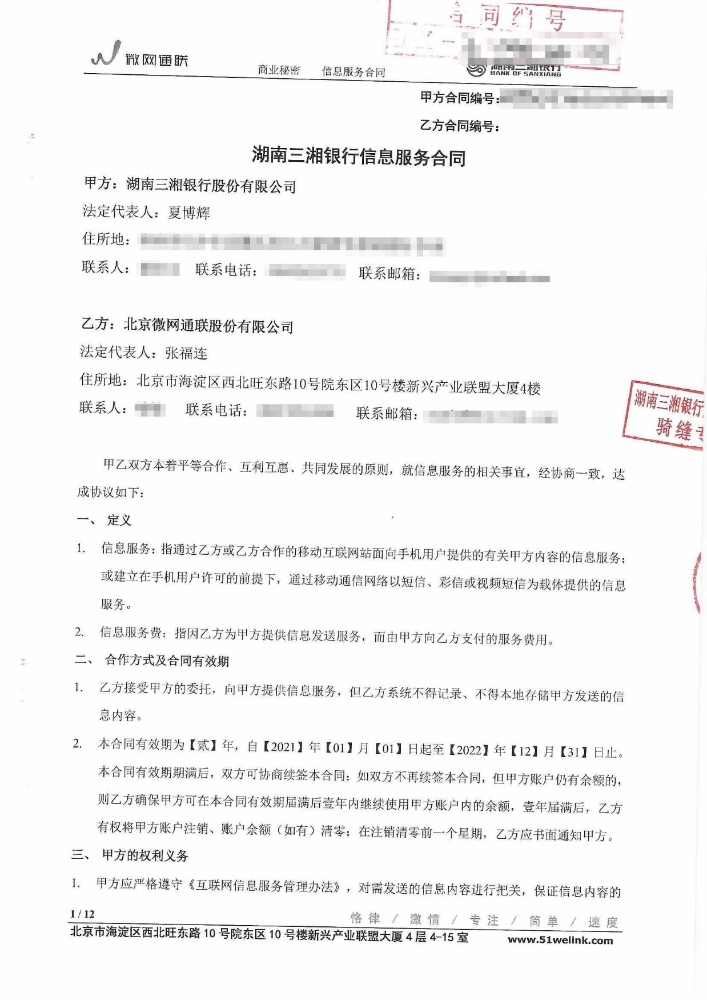 合同编号
微网通联
商业秘密 信息服务合同
BANK OF SANXIANG
甲方合同编号:
乙方合同编号:
湖南三湘银行信息服务合同
甲方：湖南三湘银行股份有限公司
法定代表人：夏博辉
住所地：
联系人： 联系电话： 联系邮箱：
乙方：北京微网通联股份有限公司
法定代表人：张福连
住所地：北京市海淀区西北旺东路10号院东区10号楼新兴产业联盟大厦4楼
联系人： 联系电话： 联系邮箱：
湖南三湘银行
骑缝
甲乙双方本着平等合作、互利互惠、共同发展的原则，就信息服务的相关事宜，经协商一致，达
成协议如下：
一、 定义
1. 信息服务：指通过乙方或乙方合作的移动互联网站面向手机用户提供的有关甲方内容的信息服务；
或建立在手机用户许可的前提下，通过移动通信网络以短信、彩信或视频短信为载体提供的信息
服务。
2. 信息服务费：指因乙方为甲方提供信息发送服务，而由甲方向乙方支付的服务费用。
二、 合作方式及合同有效期
1. 乙方接受甲方的委托，向甲方提供信息服务，但乙方系统不得记录、不得本地存储甲方发送的信
息内容。
2. 本合同有效期为【贰】年，自【2021】年【01】月【01】日起至【2022】年【12】月【31】日止。
本合同有效期期满后，双方可协商续签本合同；如双方不再续签本合同，但甲方账户仍有余额的，
则乙方确保甲方可在本合同有效期届满后壹年内继续使用甲方账户内的余额，壹年届满后，乙方
有权将甲方账户注销、账户余额（如有）清零；在注销清零前一个星期，乙方应书面通知甲方。
三、 甲方的权利义务
1. 甲方应严格遵守《互联网信息服务管理办法》，对需发送的信息内容进行把关，保证信息内容的
1 / 12
恪律 / 激情 / 专注 / 简单 / 速度
北京市海淀区西北旺东路 10 号院东区 10 号楼新兴产业联盟大厦 4 层 4-15 室 www.51welink.com